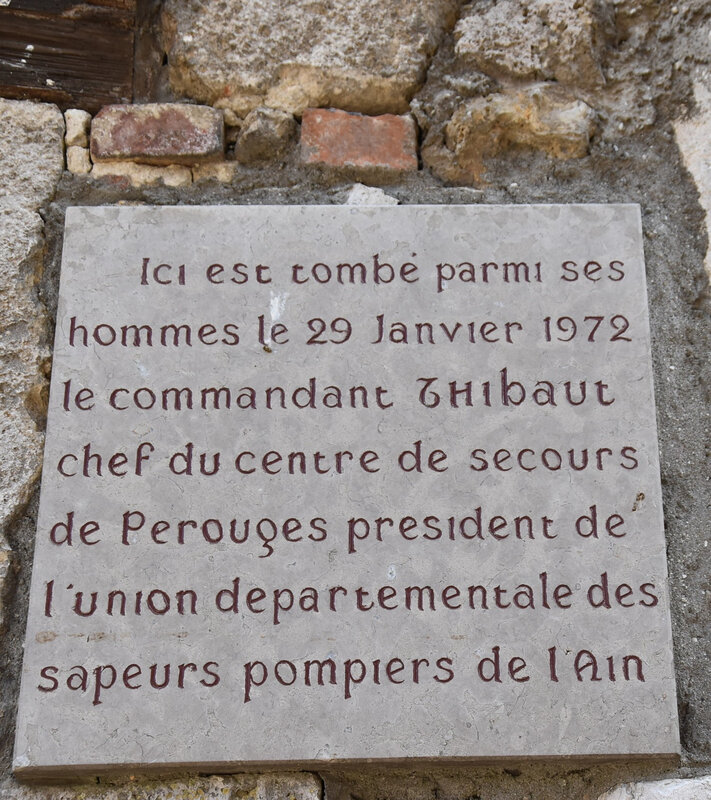 Ici est tombé parmi ses
hommes le 29 Janvier 1972
le commandant Thibaut
chef du centre de secours
de Perouges president de
l'union departementale des
sapeurs pompiers de l'Ain